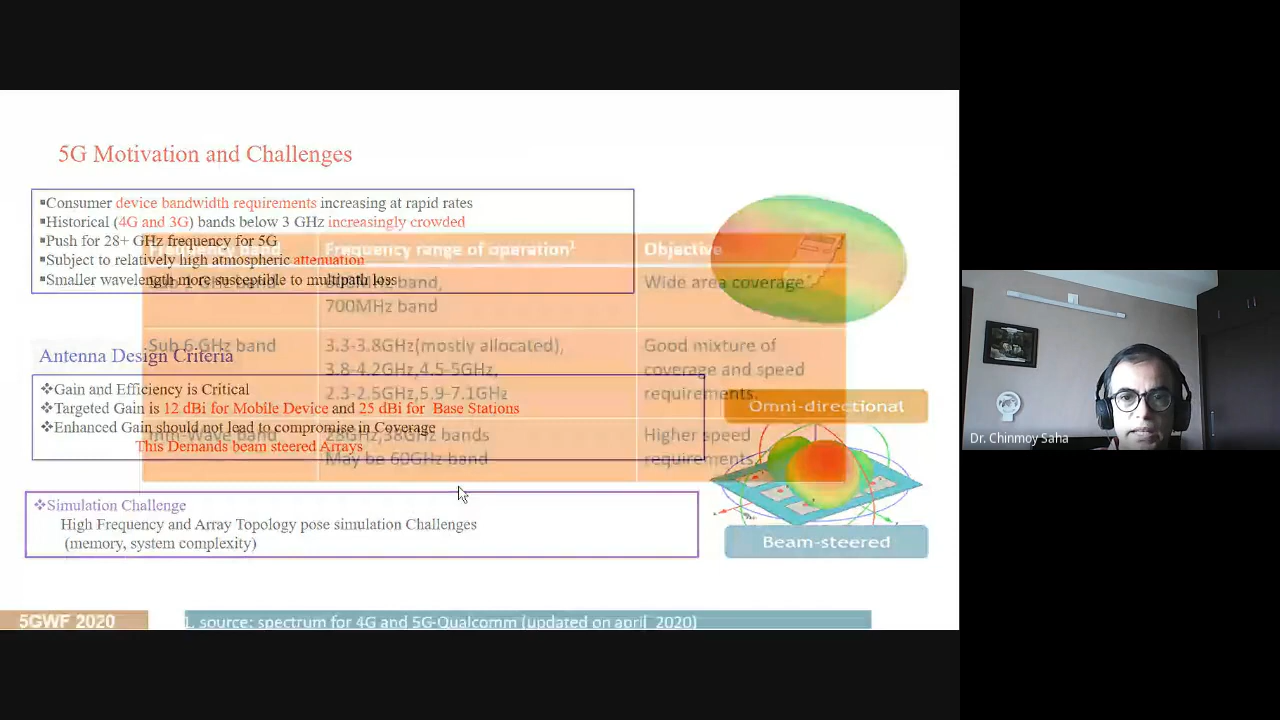 5G Motivation and Challenges
▪Consumer device bandwidth requirements increasing at rapid rates
▪Historical (4G and 3G) bands below 3 GHz increasingly crowded
▪Push for 28+ GHz frequency for 5G
▪Subject to relatively high atmospheric attenuation
▪Smaller wavelength more susceptible to multipath loss
Frequency range of operation¹ Objective
band, Wide area coverage
700MHz band
Antenna Design Criteria
❖Gain and Efficiency is Critical
❖Targeted Gain is 12 dBi for Mobile Device and 25 dBi for Base Stations
❖Enhanced Gain should not lead to compromise in Coverage
This Demands beam steered Arrays
Sub 6 GHz band 3.3-3.8GHz(mostly allocated), Good mixture of
3.8-4.2GHz,4.5-5GHz, coverage and speed
2.3-2.5GHz,5.9-7.1GHz requirements.
28GHz,38GHz bands Higher speed
May be 60GHz band requirements
❖Simulation Challenge
High Frequency and Array Topology pose simulation Challenges
(memory, system complexity)
Omni-directional
Beam-steered
5GWF 2020
1. source: spectrum for 4G and 5G-Qualcomm (updated on april 2020)
Dr. Chinmoy Saha